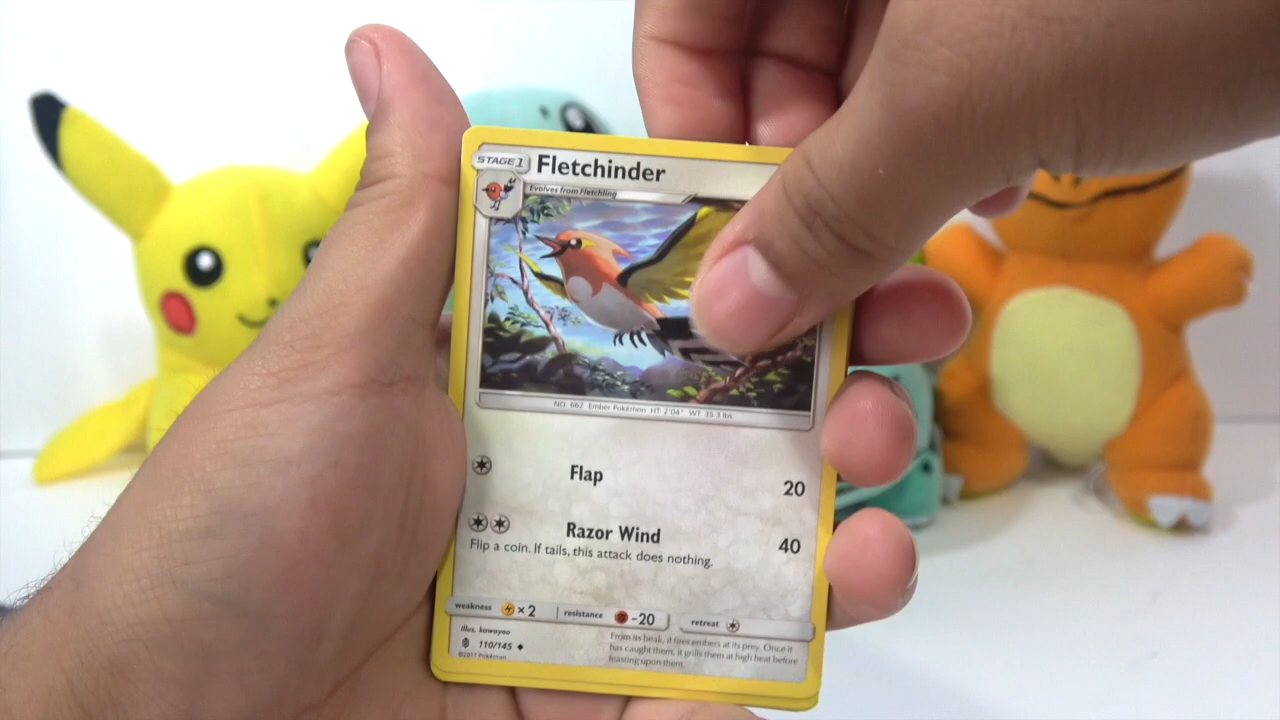 STAGE 1
Fletchinder
Evolves from Fletchling
NO. 662 Ember Pokémon HT: 2'04" WT: 35.3 lbs.
Flap 20
Razor Wind 40
Flip a coin. If tails, this attack does nothing.
weakness ×2 resistance -20 retreat
Illus. kawayoo
110/145
©2017 Pokémon
From its beak, it fires embers at its prey. Once it
has caught them, it grills them at high heat before
feasting upon them.